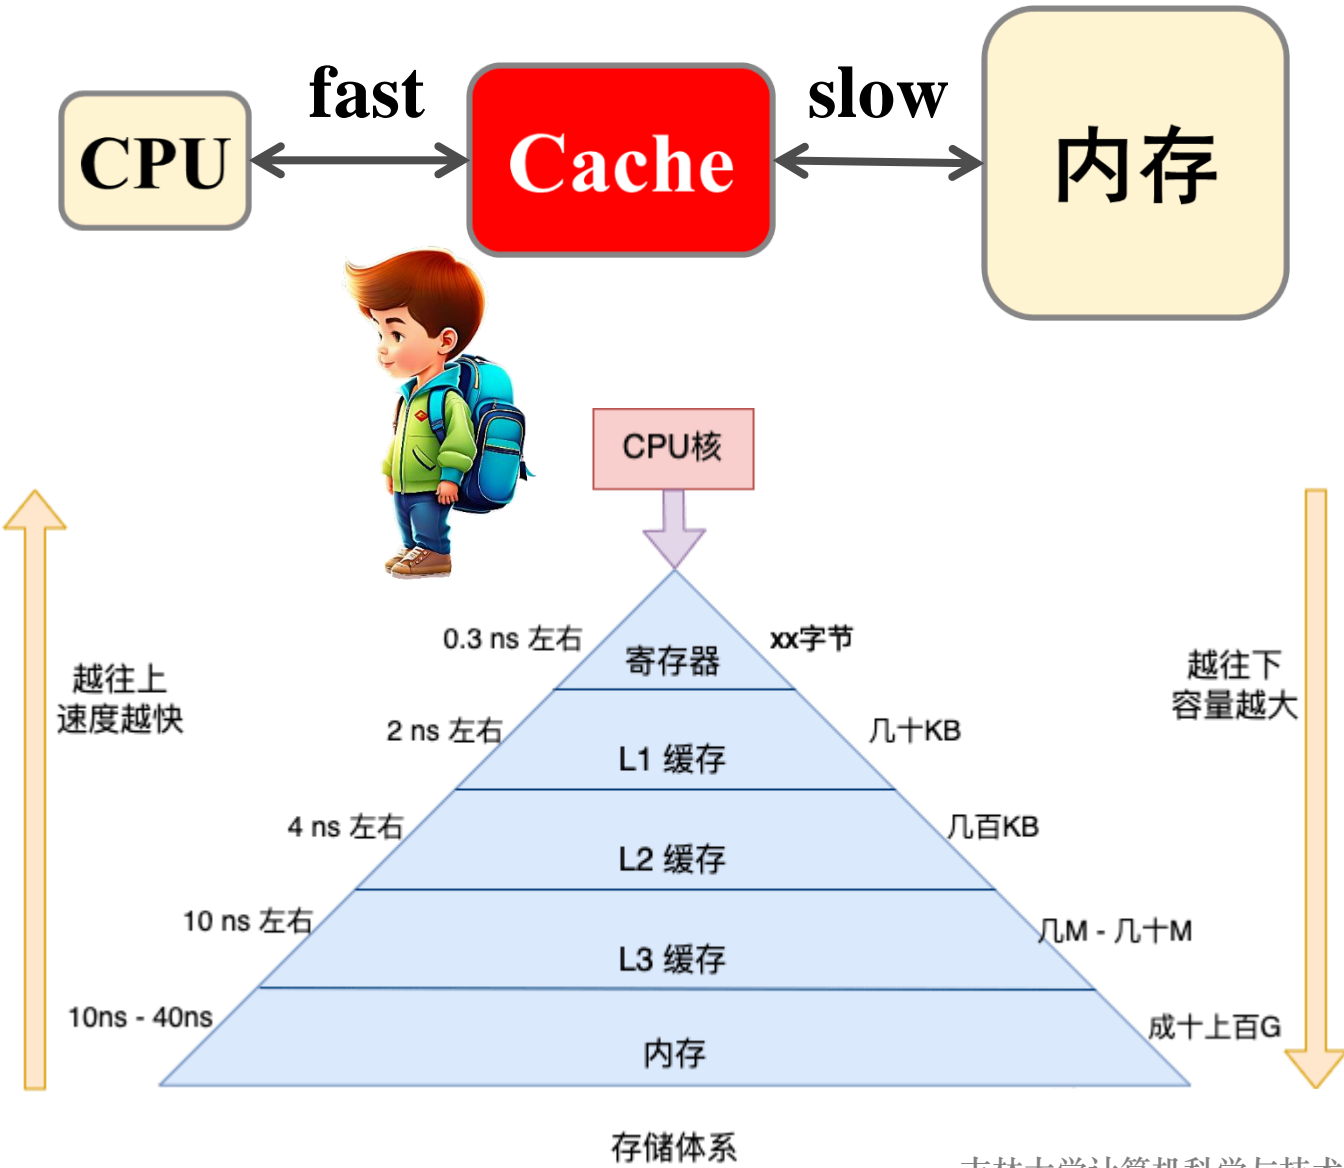 fast
slow
CPU
Cache
内存
CPU核
0.3 ns 左右
xx字节
寄存器
越往上
速度越快
越往下
容量越大
2 ns 左右
几十KB
L1 缓存
4 ns 左右
几百KB
L2 缓存
10 ns 左右
几M - 几十M
L3 缓存
10ns - 40ns
成十上百G
内存
存储体系